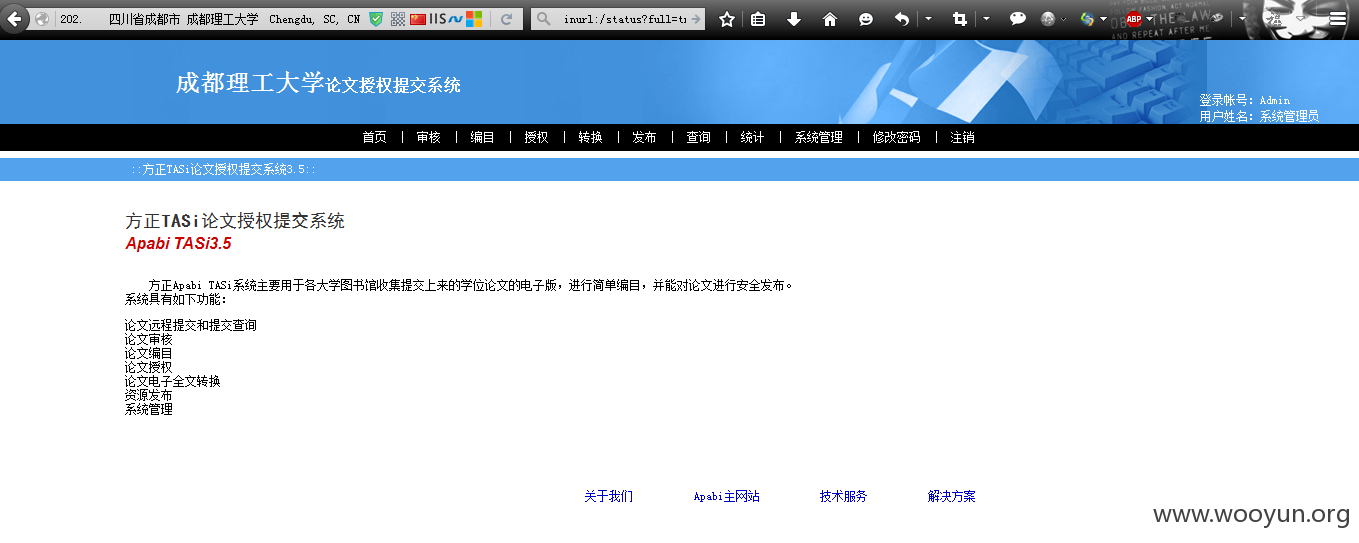 202. 四川省成都市 成都理工大学 Chengdu, SC, CN IIS
inurl:/status?full=t
ABP
THE LAW
AND REPEAT AFTER ME
成都理工大学论文授权提交系统
登录帐号：Admin
用户姓名：系统管理员
首页 | 审核 | 编目 | 授权 | 转换 | 发布 | 查询 | 统计 | 系统管理 | 修改密码 | 注销
::方正TASi论文授权提交系统3.5::
方正TASi论文授权提交系统
Apabi TASi3.5
方正Apabi TASi系统主要用于各大学图书馆收集提交上来的学位论文的电子版，进行简单编目，并能对论文进行安全发布。
系统具有如下功能：
论文远程提交和提交查询
论文审核
论文编目
论文授权
论文电子全文转换
资源发布
系统管理
关于我们 Apabi主网站 技术服务 解决方案
www.wooyun.org